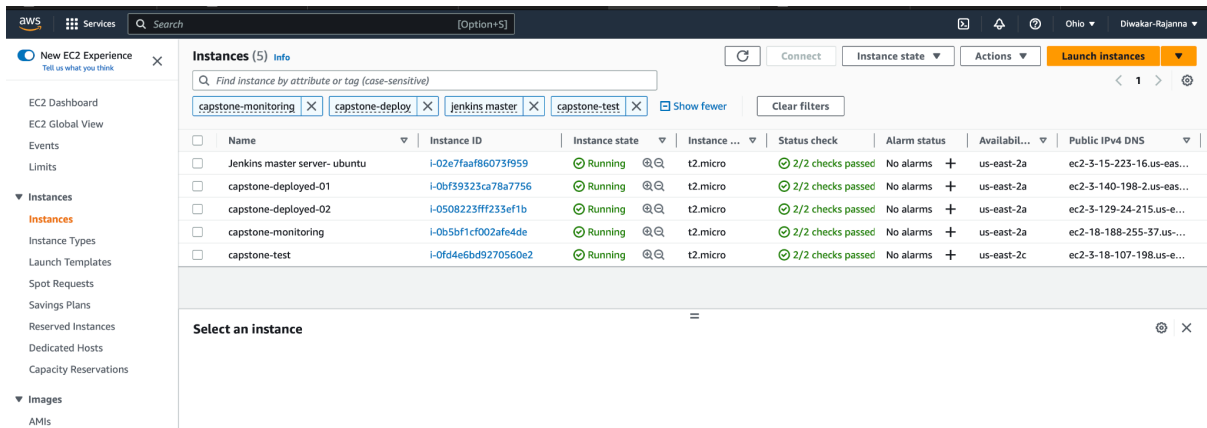 aws Services Search [Option+S] Ohio Diwakar-Rajanna
New EC2 Experience
Tell us what you think
EC2 Dashboard
EC2 Global View
Events
Limits
Instances
Instances
Instance Types
Launch Templates
Spot Requests
Savings Plans
Reserved Instances
Dedicated Hosts
Capacity Reservations
Images
AMIs
Instances (5) Info Connect Instance state Actions Launch instances
Find instance by attribute or tag (case-sensitive) 1
capstone-monitoring capstone-deploy jenkins master capstone-test Show fewer Clear filters
Name Instance ID Instance state Instance ... Status check Alarm status Availabil... Public IPv4 DNS
Jenkins master server- ubuntu i-02e7faaf86073f959 Running t2.micro 2/2 checks passed No alarms + us-east-2a ec2-3-15-223-16.us-eas...
capstone-deployed-01 i-0bf39323ca78a7756 Running t2.micro 2/2 checks passed No alarms + us-east-2a ec2-3-140-198-2.us-eas...
capstone-deployed-02 i-0508223fff233ef1b Running t2.micro 2/2 checks passed No alarms + us-east-2a ec2-3-129-24-215.us-e...
capstone-monitoring i-0b5bf1cf002afe4de Running t2.micro 2/2 checks passed No alarms + us-east-2a ec2-18-188-255-37.us-...
capstone-test i-0fd4e6bd9270560e2 Running t2.micro 2/2 checks passed No alarms + us-east-2c ec2-3-18-107-198.us-e...
Select an instance